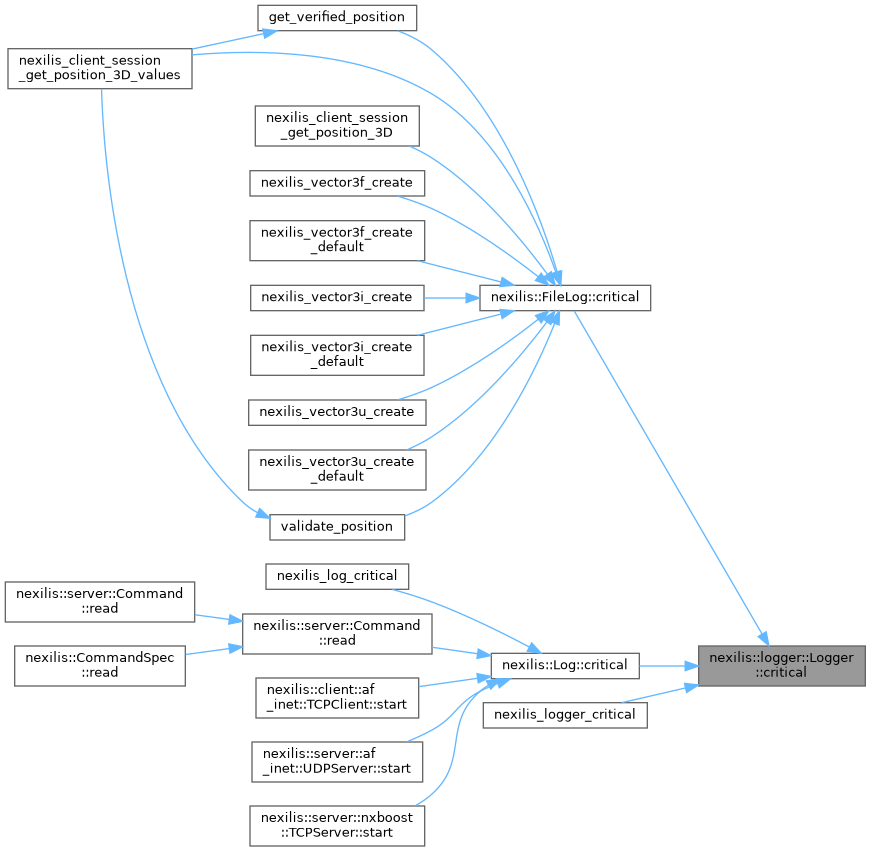 get_verified_position
nexilis_client_session
_get_position_3D_values
nexilis_client_session
_get_position_3D
nexilis_vector3f_create
nexilis_vector3f_create
_default
nexilis_vector3i_create
nexilis::FileLog::critical
nexilis_vector3i_create
_default
nexilis_vector3u_create
nexilis_vector3u_create
_default
validate_position
nexilis_log_critical
nexilis::server::Command
::read
nexilis::server::Command
::read
nexilis::CommandSpec
::read
nexilis::Log::critical
nexilis::logger::Logger
::critical
nexilis::client::af
_inet::TCPClient::start
nexilis_logger_critical
nexilis::server::af
_inet::UDPServer::start
nexilis::server::nxboost
::TCPServer::start